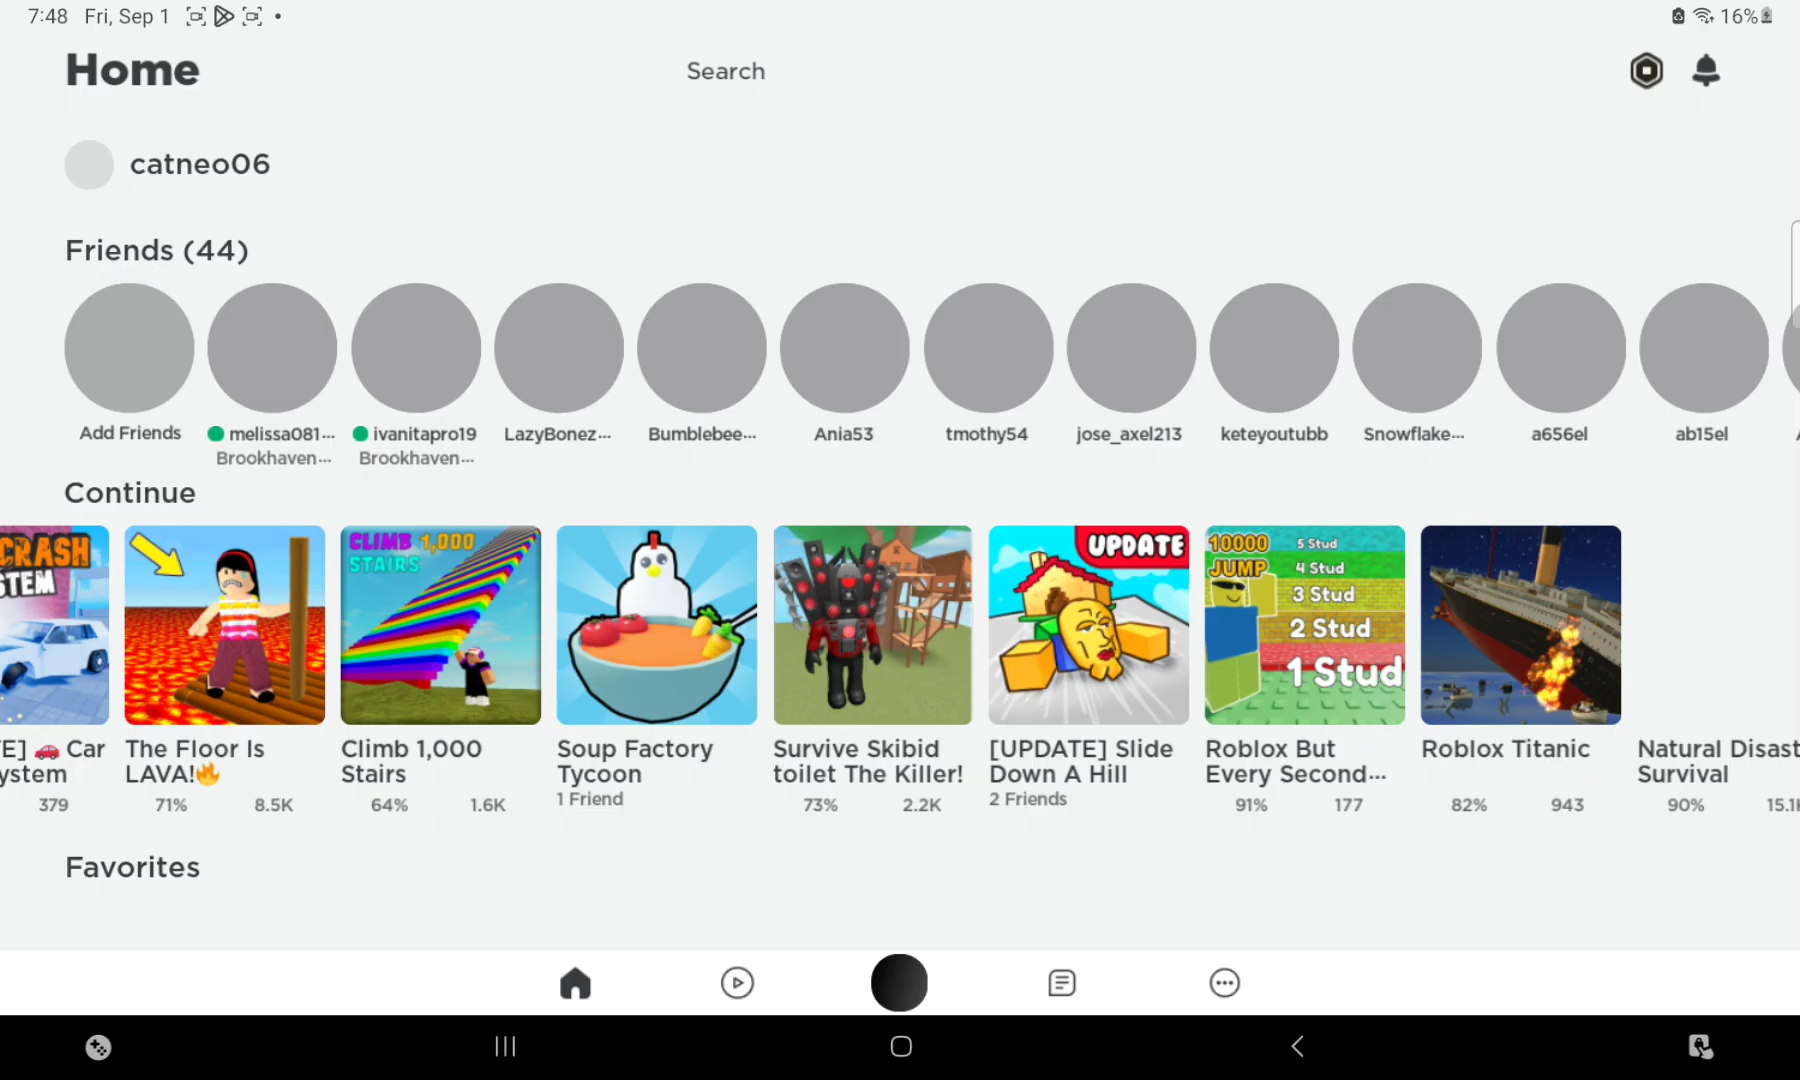 7:48 Fri, Sep 1
16%
Home
Search
catneo06
Friends (44)
Add Friends
melissa081...
Brookhaven...
ivanitapro19
Brookhaven...
LazyBonez...
Bumblebee...
Ania53
tmothy54
jose_axel213
keteyoutubb
Snowflake...
a656el
ab15el
Continue
CRASH
STEM
CLIMB 1,000
STAIRS
UPDATE
10000
JUMP
5 Stud
4 Stud
3 Stud
2 Stud
1 Stud
E] 🚗 Car
ystem
379
The Floor Is
LAVA!🔥
71% 8.5K
Climb 1,000
Stairs
64% 1.6K
Soup Factory
Tycoon
1 Friend
Survive Skibid
toilet The Killer!
73% 2.2K
[UPDATE] Slide
Down A Hill
2 Friends
Roblox But
Every Second...
91% 177
Roblox Titanic
82% 943
Natural Disast
Survival
90% 15.1K
Favorites